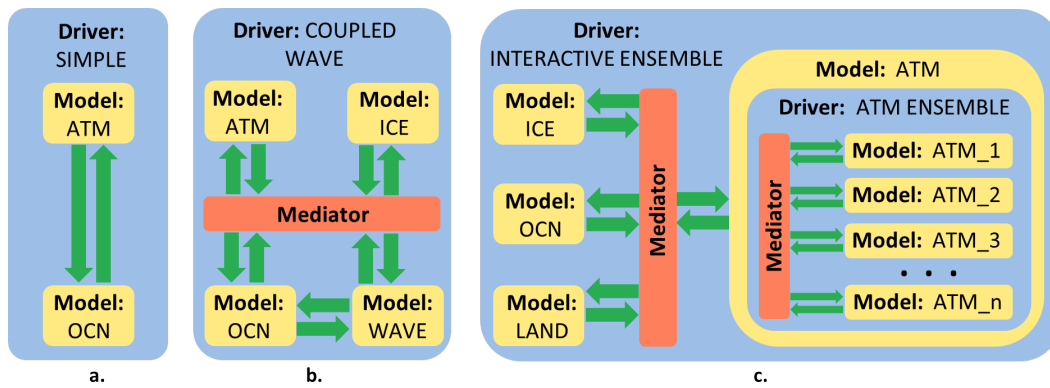 Driver:
SIMPLE
Model:
ATM
Model:
OCN
a.
Driver: COUPLED
WAVE
Model:
ATM
Model:
ICE
Mediator
Model:
OCN
Model:
WAVE
b.
Driver:
INTERACTIVE ENSEMBLE
Model:
ICE
Model:
OCN
Model:
LAND
Mediator
Model: ATM
Driver: ATM ENSEMBLE
Mediator
Model: ATM_1
Model: ATM_2
Model: ATM_3
. . .
Model: ATM_n
c.